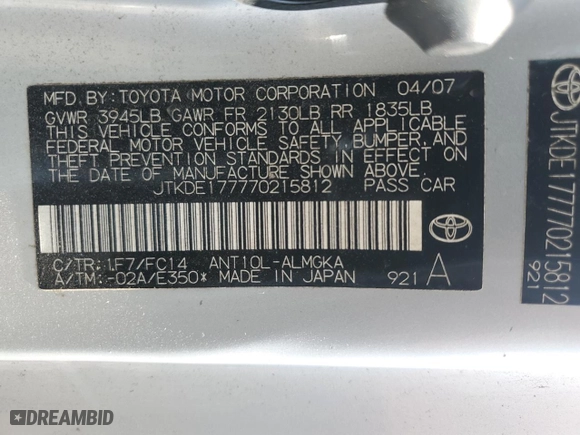 MFD.BY:TOYOTA MOTOR CORPORATION 04/07
GVWR 3945LB GAWR FR 2130LB RR 1835LB
THIS VEHICLE CONFORMS TO ALL APPLICABLE
FEDERAL MOTOR VEHICLE SAFETY, BUMPER, AND
THEFT PREVENTION STANDARDS IN EFFECT ON
THE DATE OF MANUFACTURE SHOWN ABOVE.
JTKDE177770215812 PASS CAR
C/TR: 1F7/FC14 ANT10L-ALMGKA
A/TM:-02A/E350* MADE IN JAPAN 921 A
TOYOTA
JTKDE177770215812
921
DREAMBID